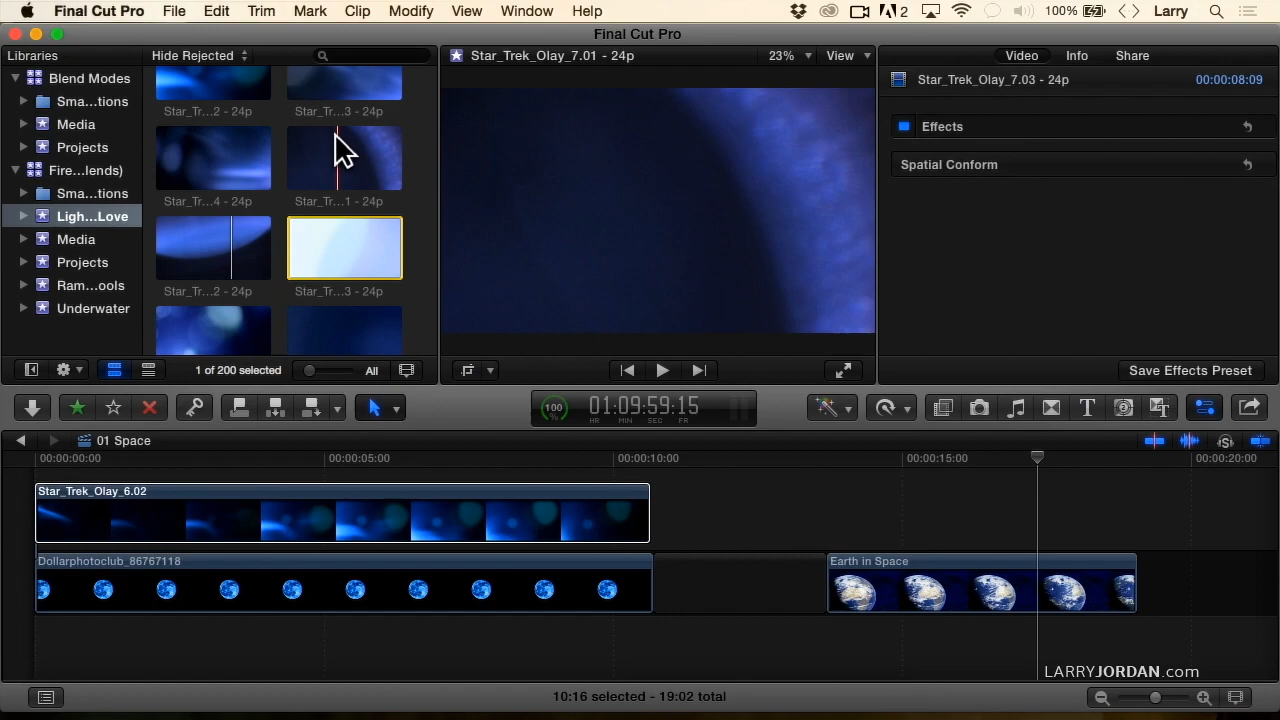 Final Cut Pro File Edit Trim Mark Clip Modify View Window Help 2 100% Larry
Final Cut Pro
Libraries Hide Rejected Star_Trek_Olay_7.01 - 24p 23% View Video Info Share
Blend Modes
Sma...tions
Media
Projects
Fire...lends)
Sma...tions
Ligh...Love
Media
Projects
Ram...ools
Underwater
Star_Tr...2 - 24p Star_Tr...3 - 24p
Star_Tr...4 - 24p Star_Tr...1 - 24p
Star_Tr...2 - 24p Star_Tr...3 - 24p
1 of 200 selected All
Star_Trek_Olay_7.03 - 24p 00:00:08:09
Effects
Spatial Conform
Save Effects Preset
100 % 01:09:59:15
HR MIN SEC FR
01 Space
00:00:00:00 00:00:05:00 00:00:10:00 00:00:15:00 00:00:20:00
Star_Trek_Olay_6.02
Dollarphotoclub_86767118 Earth in Space
LARRYJORDAN.com
10:16 selected - 19:02 total